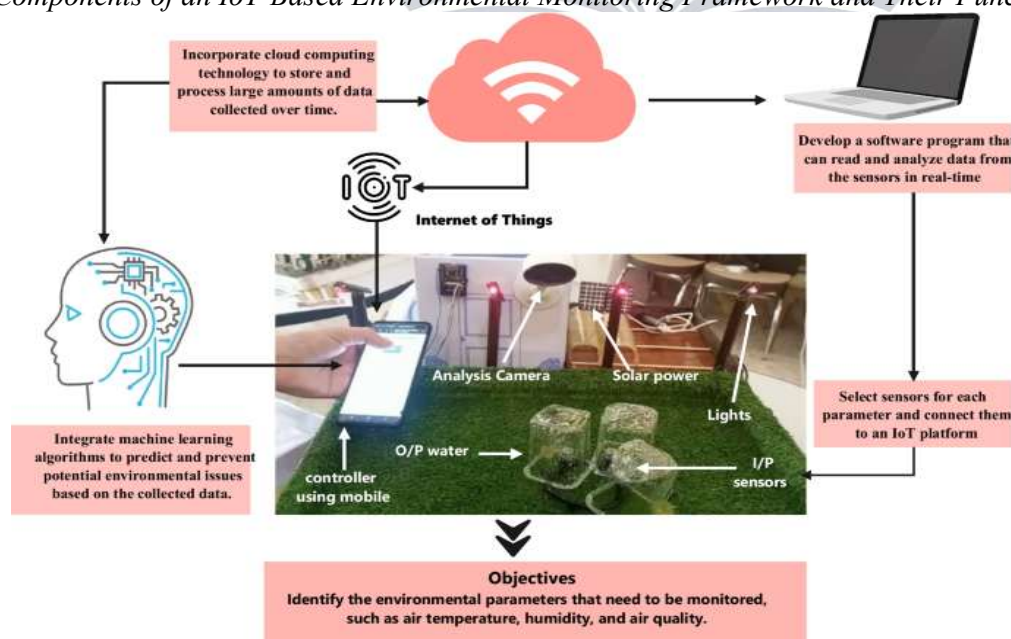 Components of an IoT Based Environmental Monitoring Framework and Their
Incorporate cloud computing
technology to store and
process large amounts of data
collected over time.
IOT
Internet of Things
Develop a software program that
can read and analyze data from
the sensors in real-time
Analysis Camera
Solar power
Lights
O/P water
I/P
sensors
controller
using mobile
Select sensors for each
parameter and connect them
to an IoT platform
Integrate machine learning
algorithms to predict and prevent
potential environmental issues
based on the collected data.
Objectives
Identify the environmental parameters that need to be monitored,
such as air temperature, humidity, and air quality.